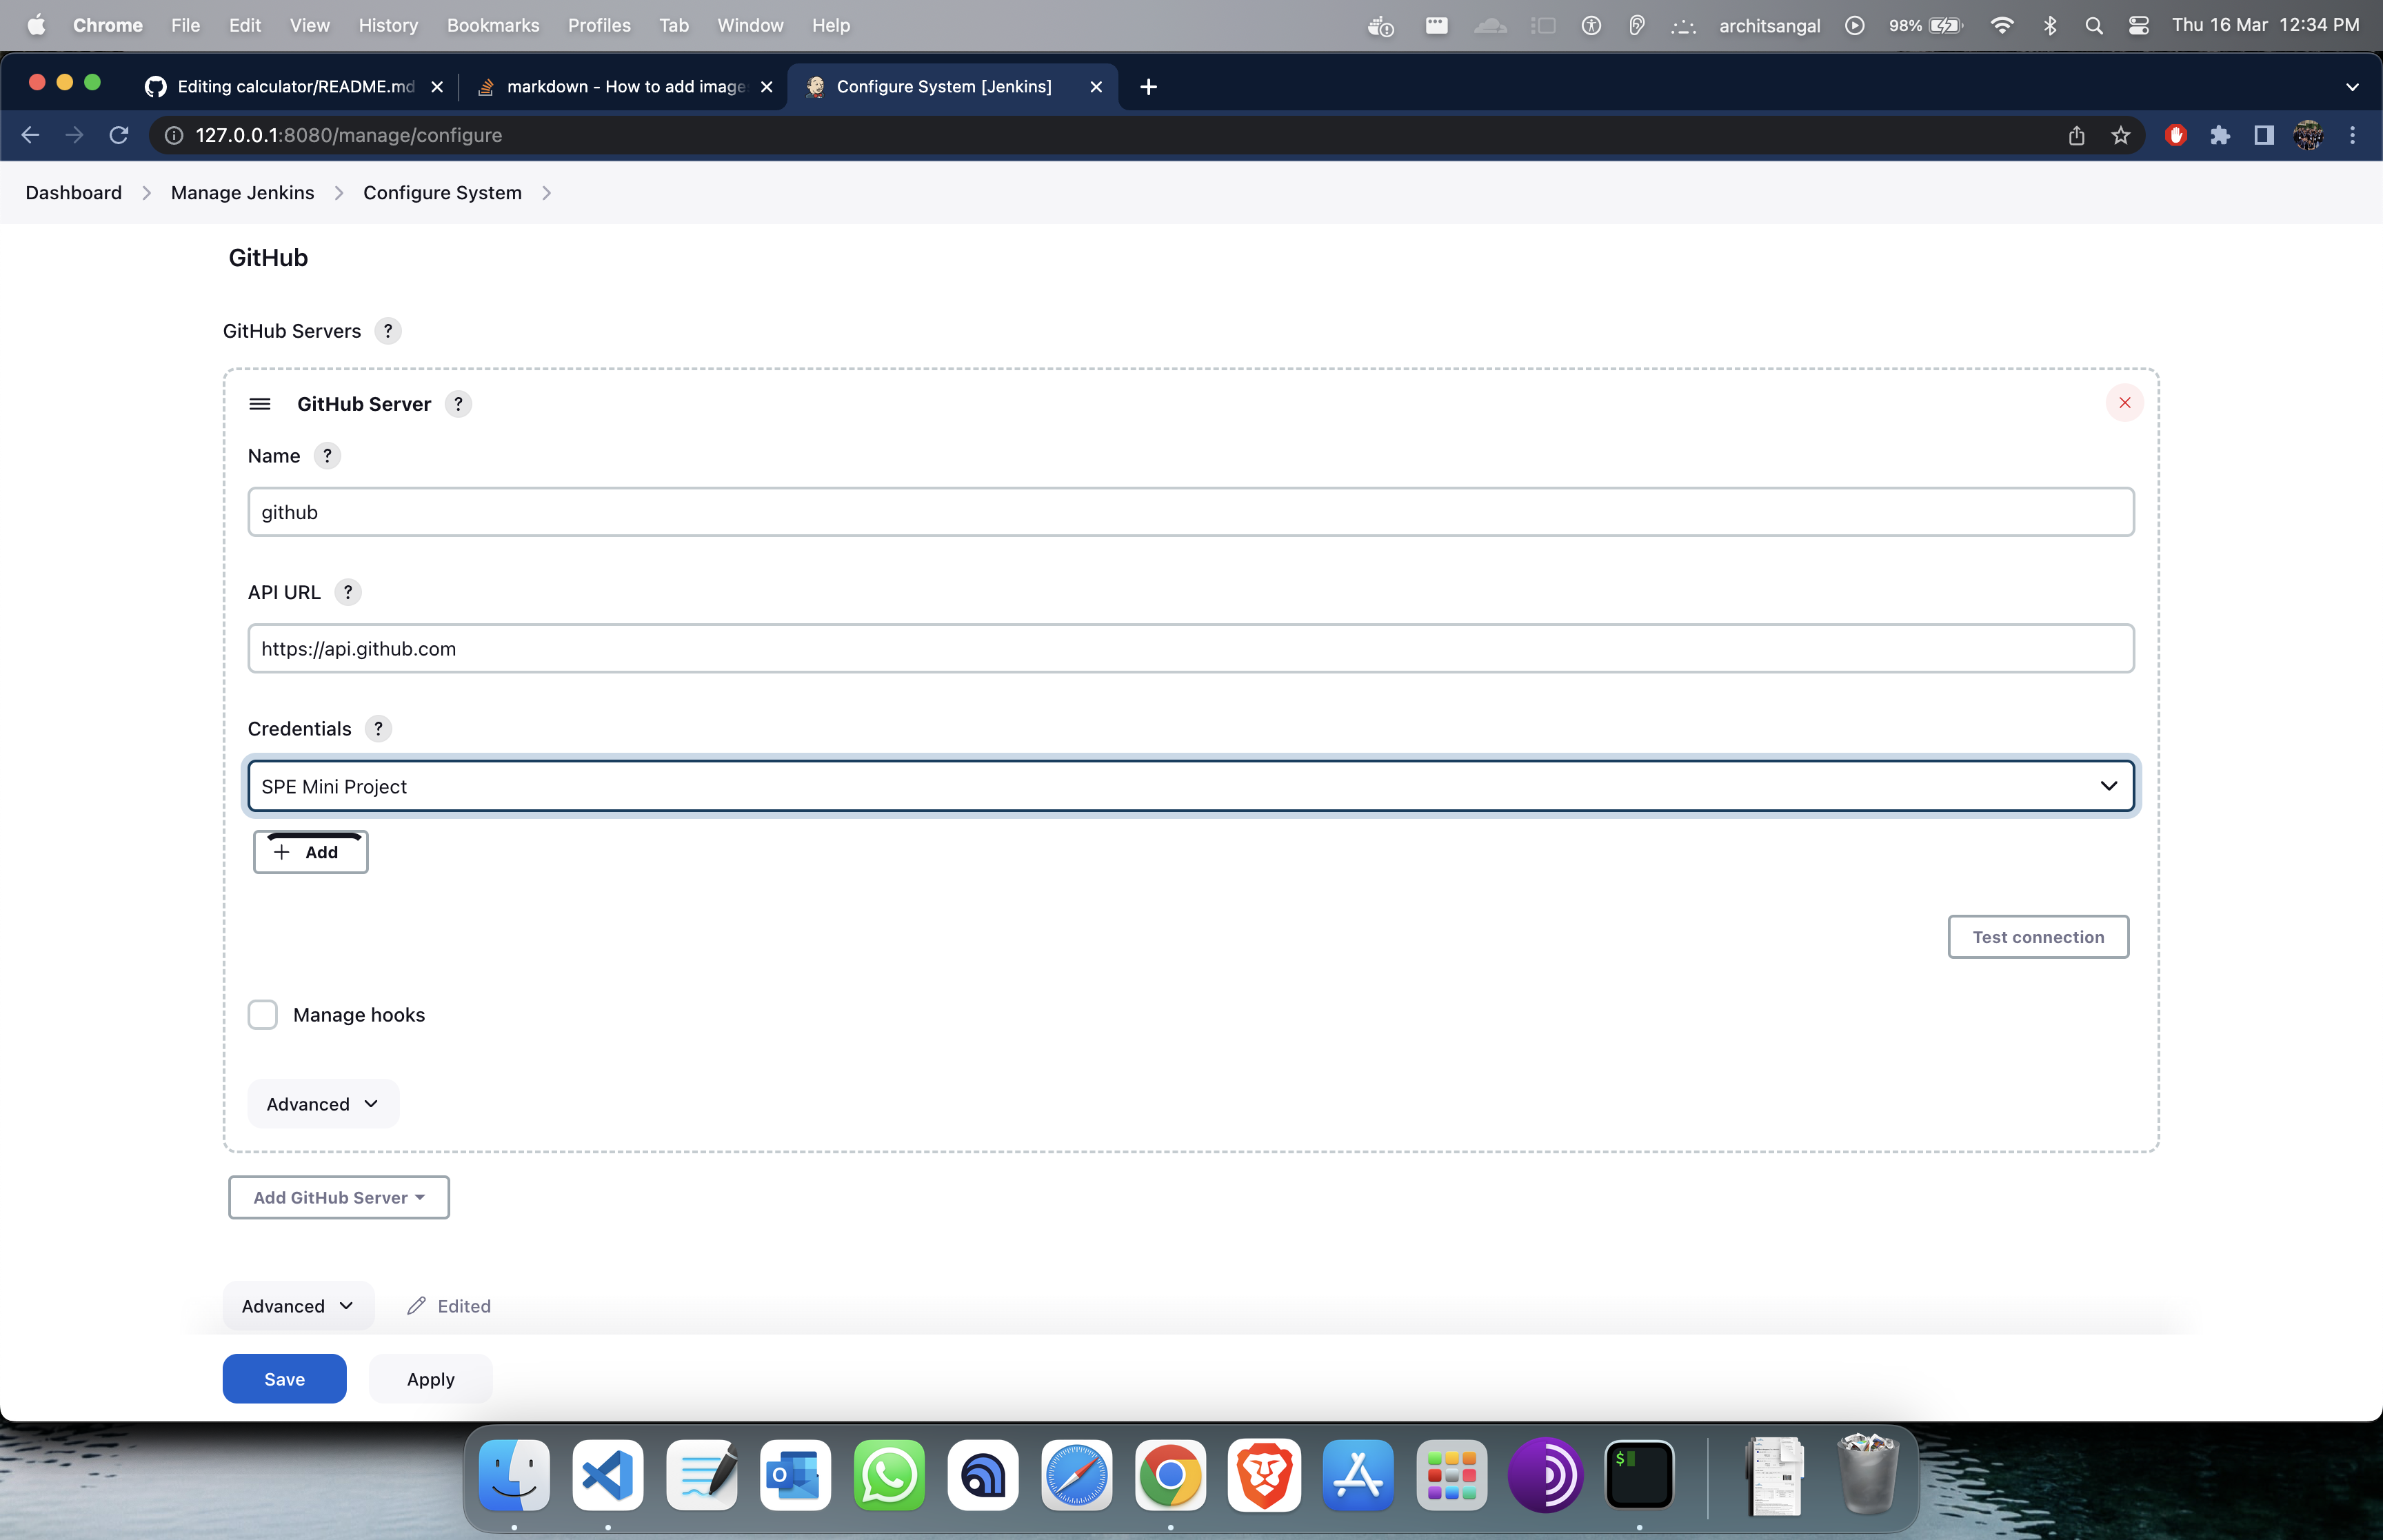 Chrome File Edit View History Bookmarks Profiles Tab Window Help architsangal 98% Thu 16 Mar 12:34 PM
Editing calculator/README.md markdown - How to add image Configure System [Jenkins]
127.0.0.1:8080/manage/configure
Dashboard Manage Jenkins Configure System
GitHub
GitHub Servers ?
GitHub Server ?
Name ?
github
API URL ?
https://api.github.com
Credentials ?
SPE Mini Project
+ Add
Test connection
Manage hooks
Advanced
Add GitHub Server
Advanced Edited
Save Apply